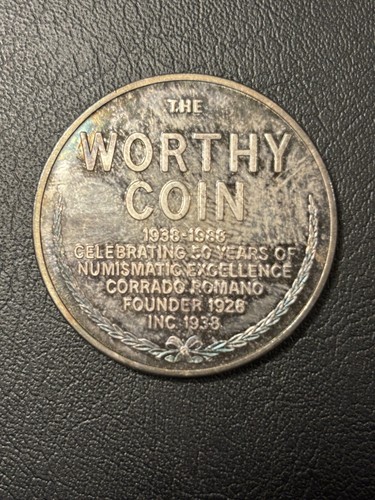 THE
WORTHY
COIN
1938-1988
CELEBRATING 50 YEARS OF
NUMISMATIC EXCELLENCE
CORRADO ROMANO
FOUNDER 1928
INC 1938